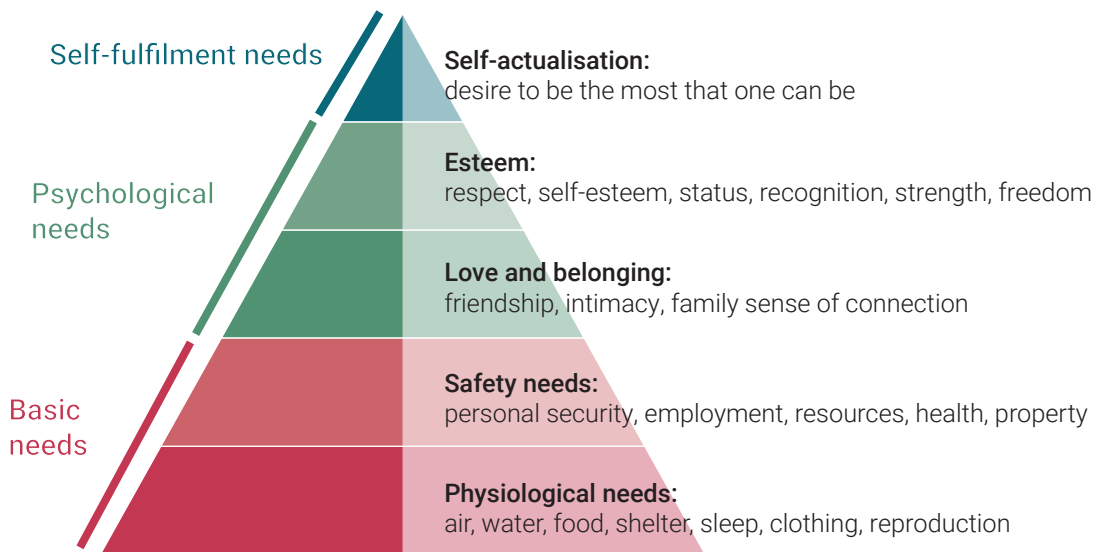 Self-fulfilment needs
Self-actualisation:
desire to be the most that one can be
Psychological
needs
Esteem:
respect, self-esteem, status, recognition, strength, freedom
Love and belonging:
friendship, intimacy, family sense of connection
Basic
needs
Safety needs:
personal security, employment, resources, health, property
Physiological needs:
air, water, food, shelter, sleep, clothing, reproduction